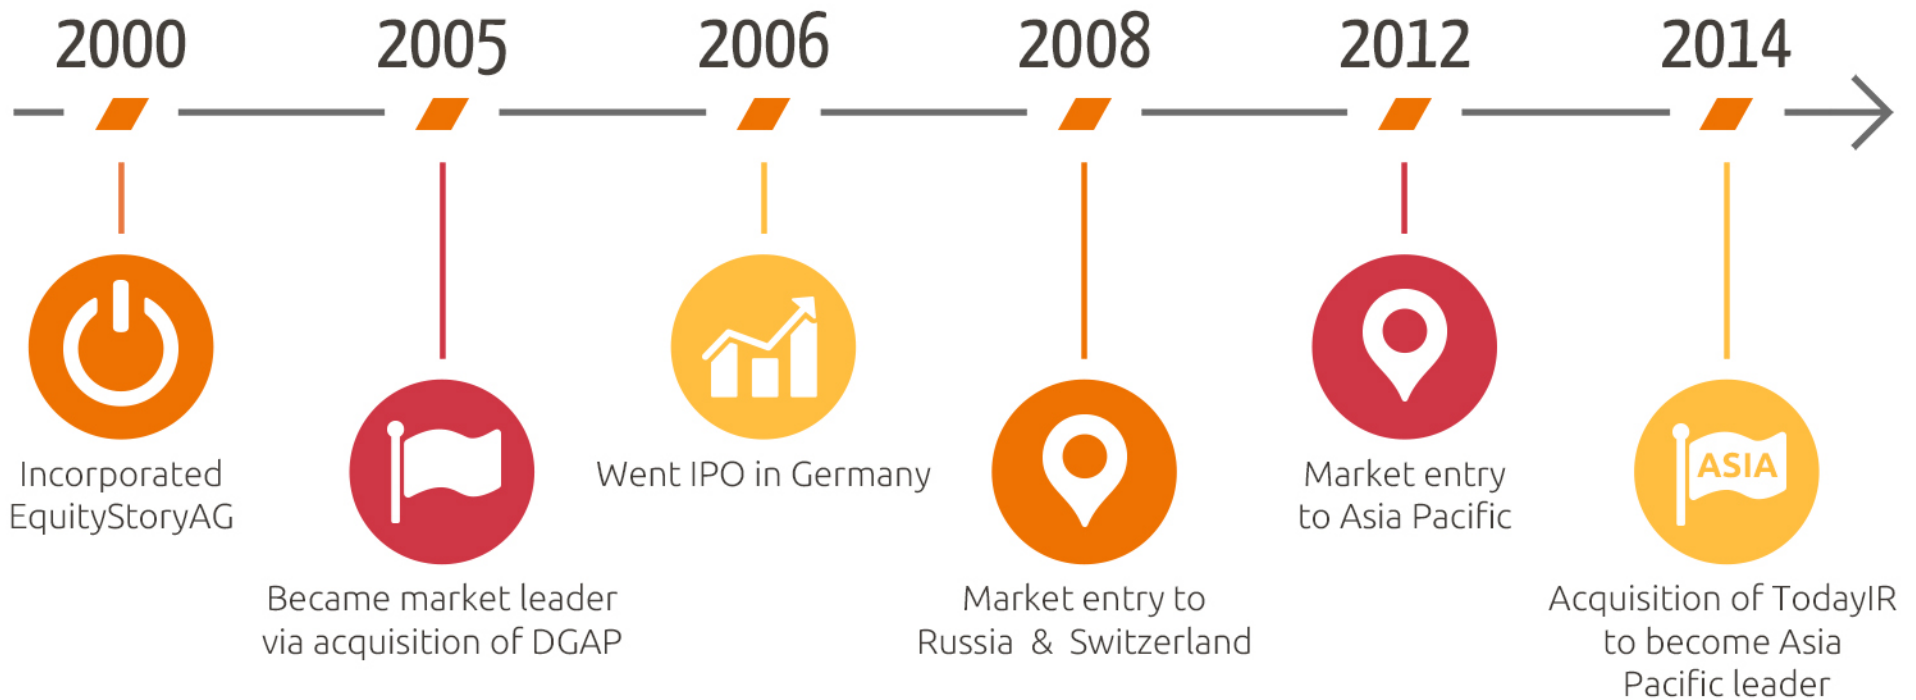 2000
2005
2006
2008
2012
2014
Incorporated
EquityStoryAG
Became market leader
via acquisition of DGAP
Went IPO in Germany
Market entry to
Russia & Switzerland
Market entry
to Asia Pacific
ASIA
Acquisition of TodayIR
to become Asia
Pacific leader